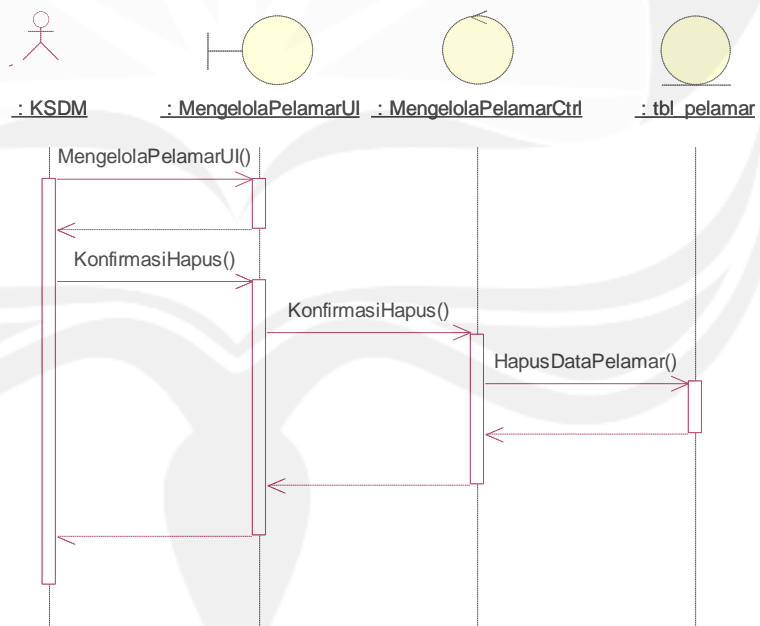 : KSDM
: MengelolaPelamarUI
: MengelolaPelamarCtrl
: tbl_pelamar
MengelolaPelamarUI()
KonfirmasiHapus()
KonfirmasiHapus()
HapusDataPelamar()